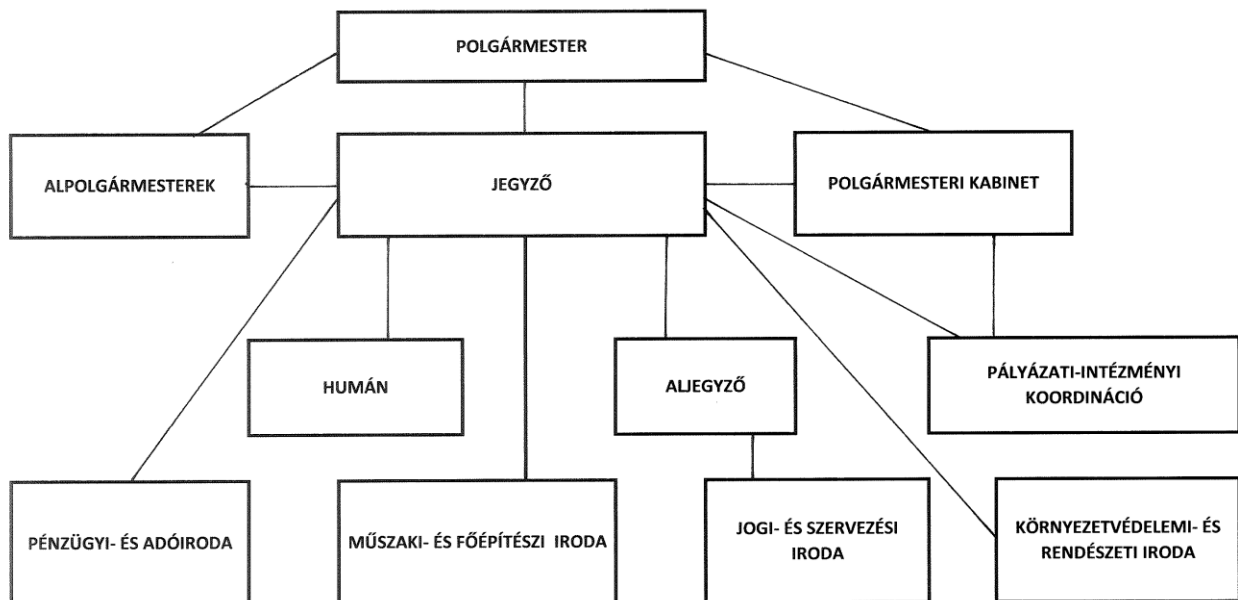 POLGÁRMESTER
ALPOLGÁRMESTEREK
JEGYZŐ
POLGÁRMESTERI KABINET
HUMÁN
ALJEGYZŐ
PÁLYÁZATI-INTÉZMÉNYI
KOORDINÁCIÓ
PÉNZÜGYI- ÉS ADÓIRODA
MŰSZAKI- ÉS FŐÉPÍTÉSZI IRODA
JOGI- ÉS SZERVEZÉSI
IRODA
KÖRNYEZETVÉDELEMI- ÉS
RENDÉSZETI IRODA